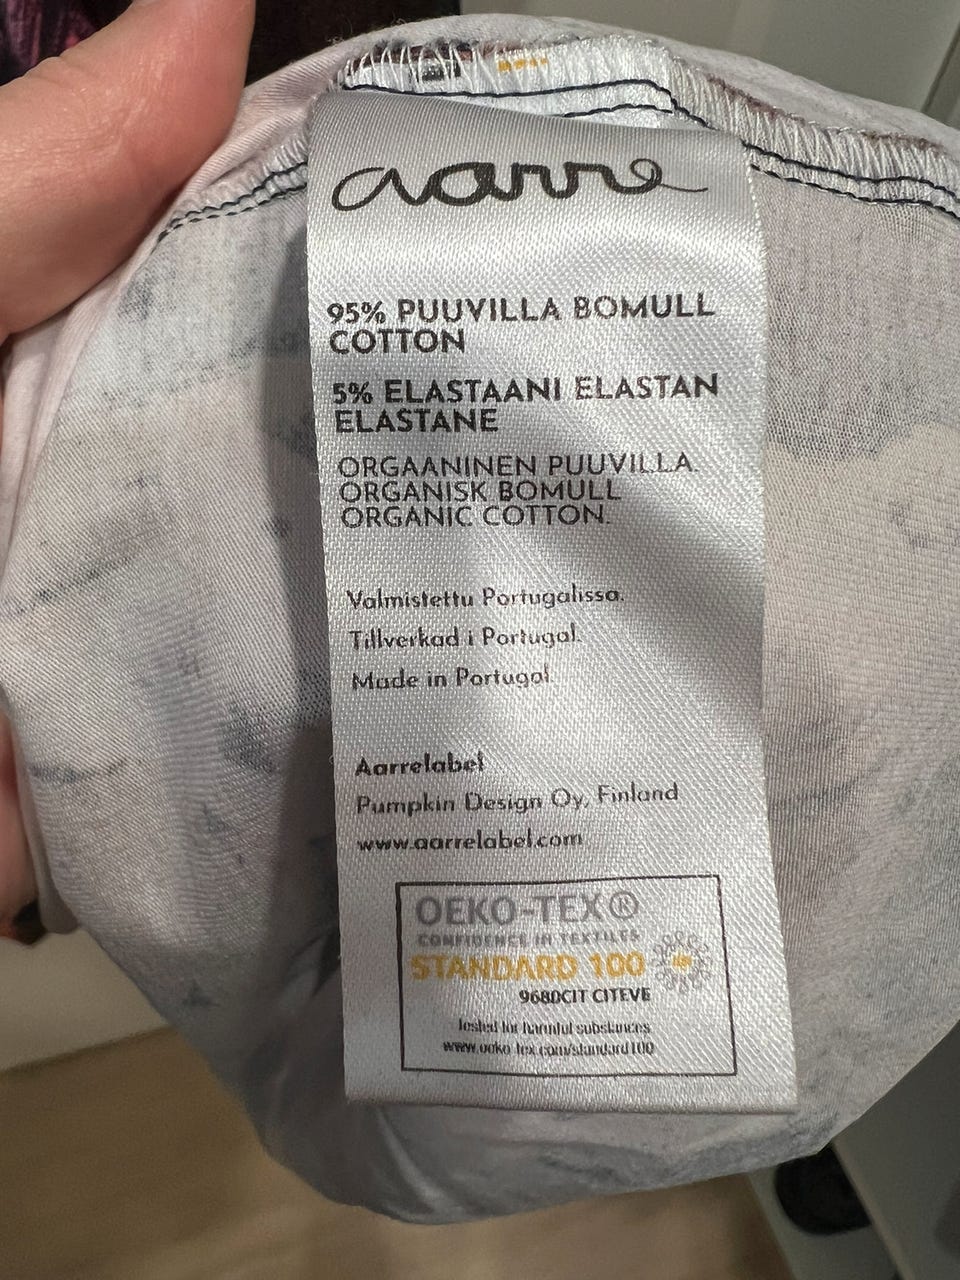 aarre
95% PUUVILLA BOMULL
COTTON
5% ELASTAANI ELASTAN
ELASTANE
ORGAANINEN PUUVILLA.
ORGANISK BOMULL
ORGANIC COTTON.
Valmistettu Portugalissa.
Tillverkad i Portugal.
Made in Portugal.
Aarrelabel
Pumpkin Design Oy, Finland
www.aarrelabel.com
OEKO-TEX®
CONFIDENCE IN TEXTILES
STANDARD 100
9680CIT CITEVE
Tested for harmful substances
www.oeko-tex.com/standard100